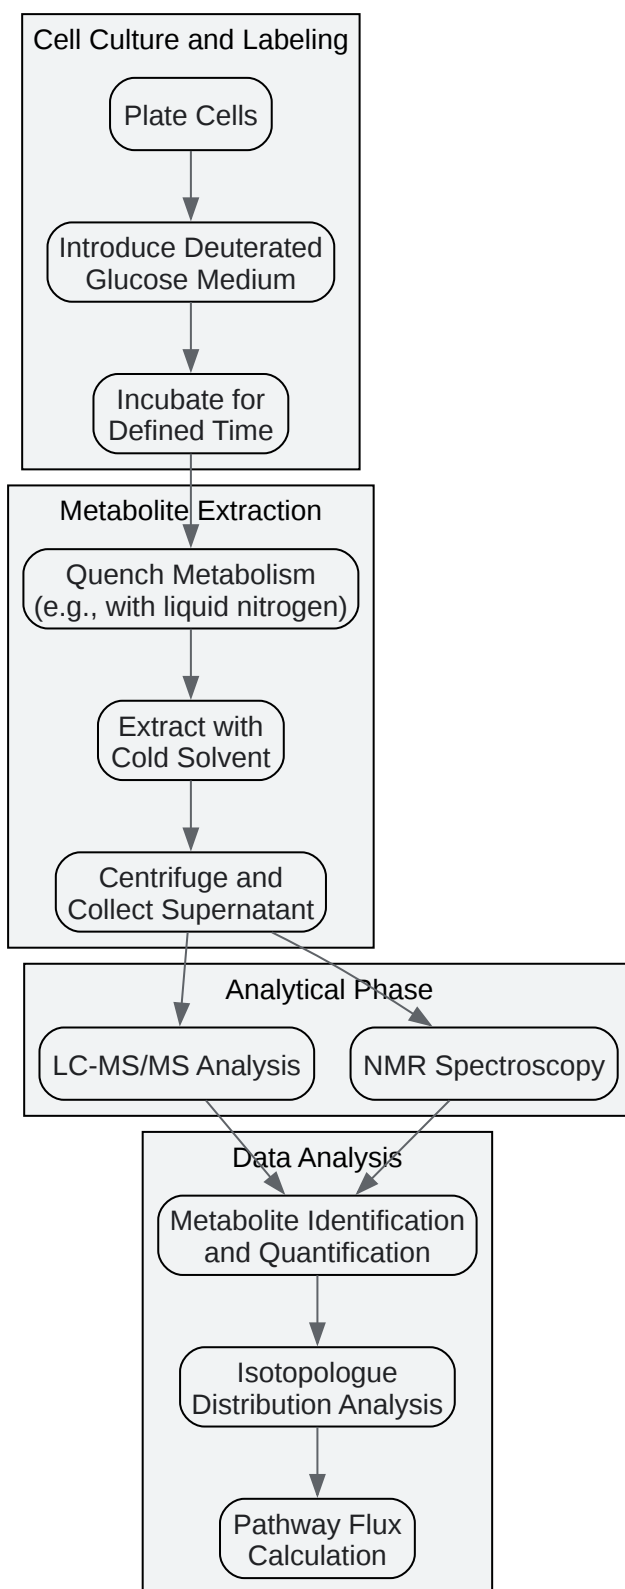 Cell Culture and Labeling
Plate Cells
Introduce Deuterated
Glucose Medium
Incubate for
Defined Time
Metabolite Extraction
Quench Metabolism
(e.g., with liquid nitrogen)
Extract with
Cold Solvent
Centrifuge and
Collect Supernatant
Analytical Phase
LC-MS/MS Analysis
NMR Spectroscopy
Data Analysis
Metabolite Identification
and Quantification
Isotopologue
Distribution Analysis
Pathway Flux
Calculation